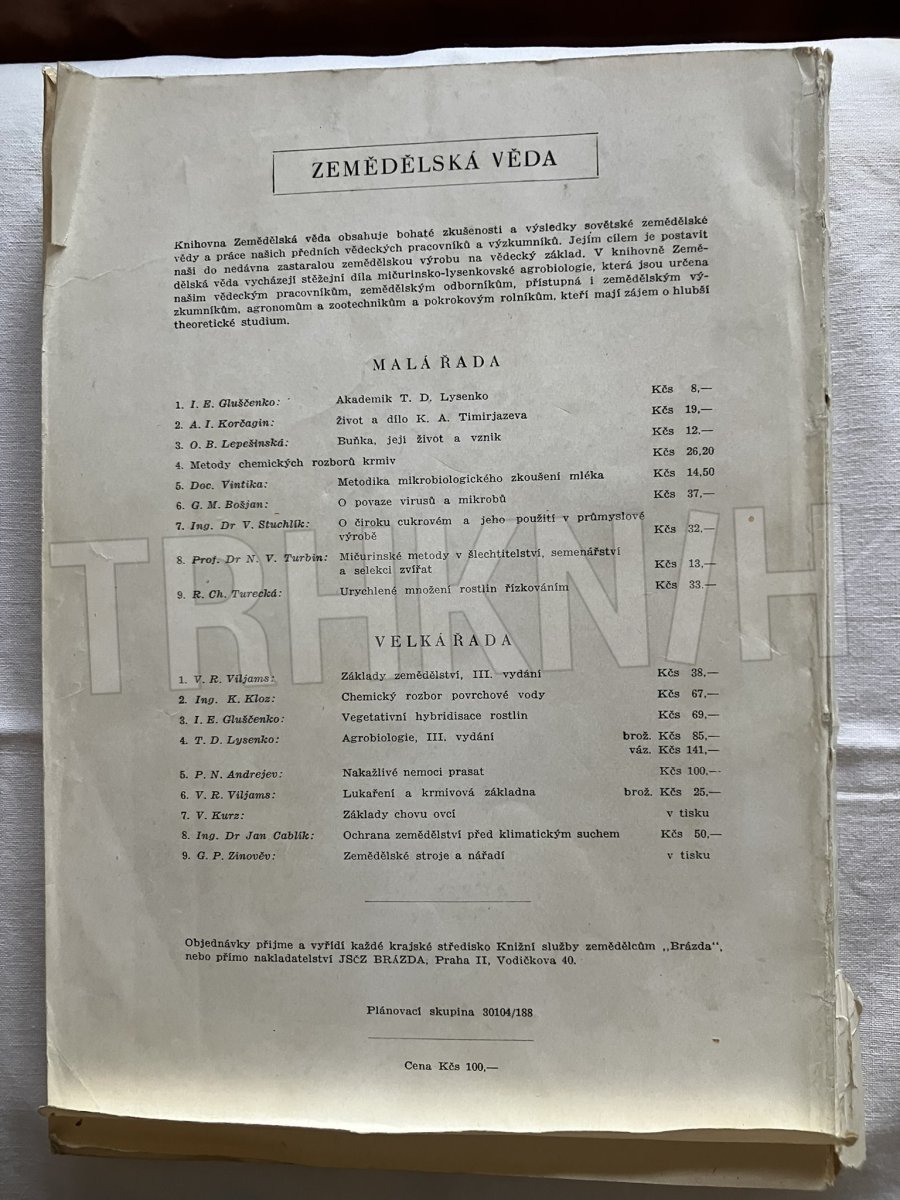 ZEMĚDĚLSKÁ VĚDA
Knihovna Zemědělská věda obsahuje bohaté zkušenosti a výsledky sovětské zemědělské
vědy a práce našich předních vědeckých pracovníků a výzkumníků. Jejím cílem je postavit
naši do nedávna zastaralou zemědělskou výrobu na vědecký základ. V knihovně Země-
dělská věda vycházejí stěžejní díla mičurinsko-lysenkovské agrobiologie, která jsou určena
našim vědeckým pracovníkům, zemědělským odborníkům, přístupná i zemědělským vý-
zkumníkům, agronomům a zootechnikům a pokrokovým rolníkům, kteří mají zájem o hlubší
theoretické studium.
MALÁ ŘADA
1. I. E. Gluščenko: Akademik T. D. Lysenko Kčs 8,—
2. A. I. Korčagin: Život a dílo K. A. Timirjazeva Kčs 19,—
3. O. B. Lepešinská: Buňka, její život a vznik Kčs 12.—
4. Metody chemických rozborů krmiv Kčs 26,20
5. Doc. Vintika: Metodika mikrobiologického zkoušení mléka Kčs 14,50
6. G. M. Bošjan: O povaze virusů a mikrobů Kčs 37,—
7. Ing. Dr V. Stuchlík: O čiroku cukrovém a jeho použití v průmyslové
výrobě Kčs 32,—
8. Prof. Dr N. V. Turbin: Mičurinské metody v šlechtitelství, semenářství
a selekci zvířat Kčs 13,—
9. R. Ch. Turecká: Urychlené množení rostlin řízkováním Kčs 33.—
VELKÁ ŘADA
1. V. R. Viljams: Základy zemědělství, III. vydání Kčs 38,—
2. Ing. K. Kloz: Chemický rozbor povrchové vody Kčs 67,—
3. I. E. Gluščenko: Vegetativní hybridisace rostlin Kčs 69,—
4. T. D. Lysenko: Agrobiologie, III. vydání brož. Kčs 85,—
váz. Kčs 141,—
5. P. N. Andrejev: Nakažlivé nemoci prasat Kčs 100,—
6. V. R. Viljams: Lukaření a krmivová základna brož. Kčs 25,—
7. V. Kurz: Základy chovu ovcí v tisku
8. Ing. Dr Jan Cablík: Ochrana zemědělství před klimatickým suchem Kčs 50,—
9. G. P. Zinověv: Zemědělské stroje a nářadí v tisku
Objednávky přijme a vyřídí každé krajské středisko Knižní služby zemědělcům „Brázda",
nebo přímo nakladatelství JSČZ BRÁZDA, Praha II, Vodičkova 40.
Plánovací skupina 30104/188
Cena Kčs 100,—
TRHKNIH